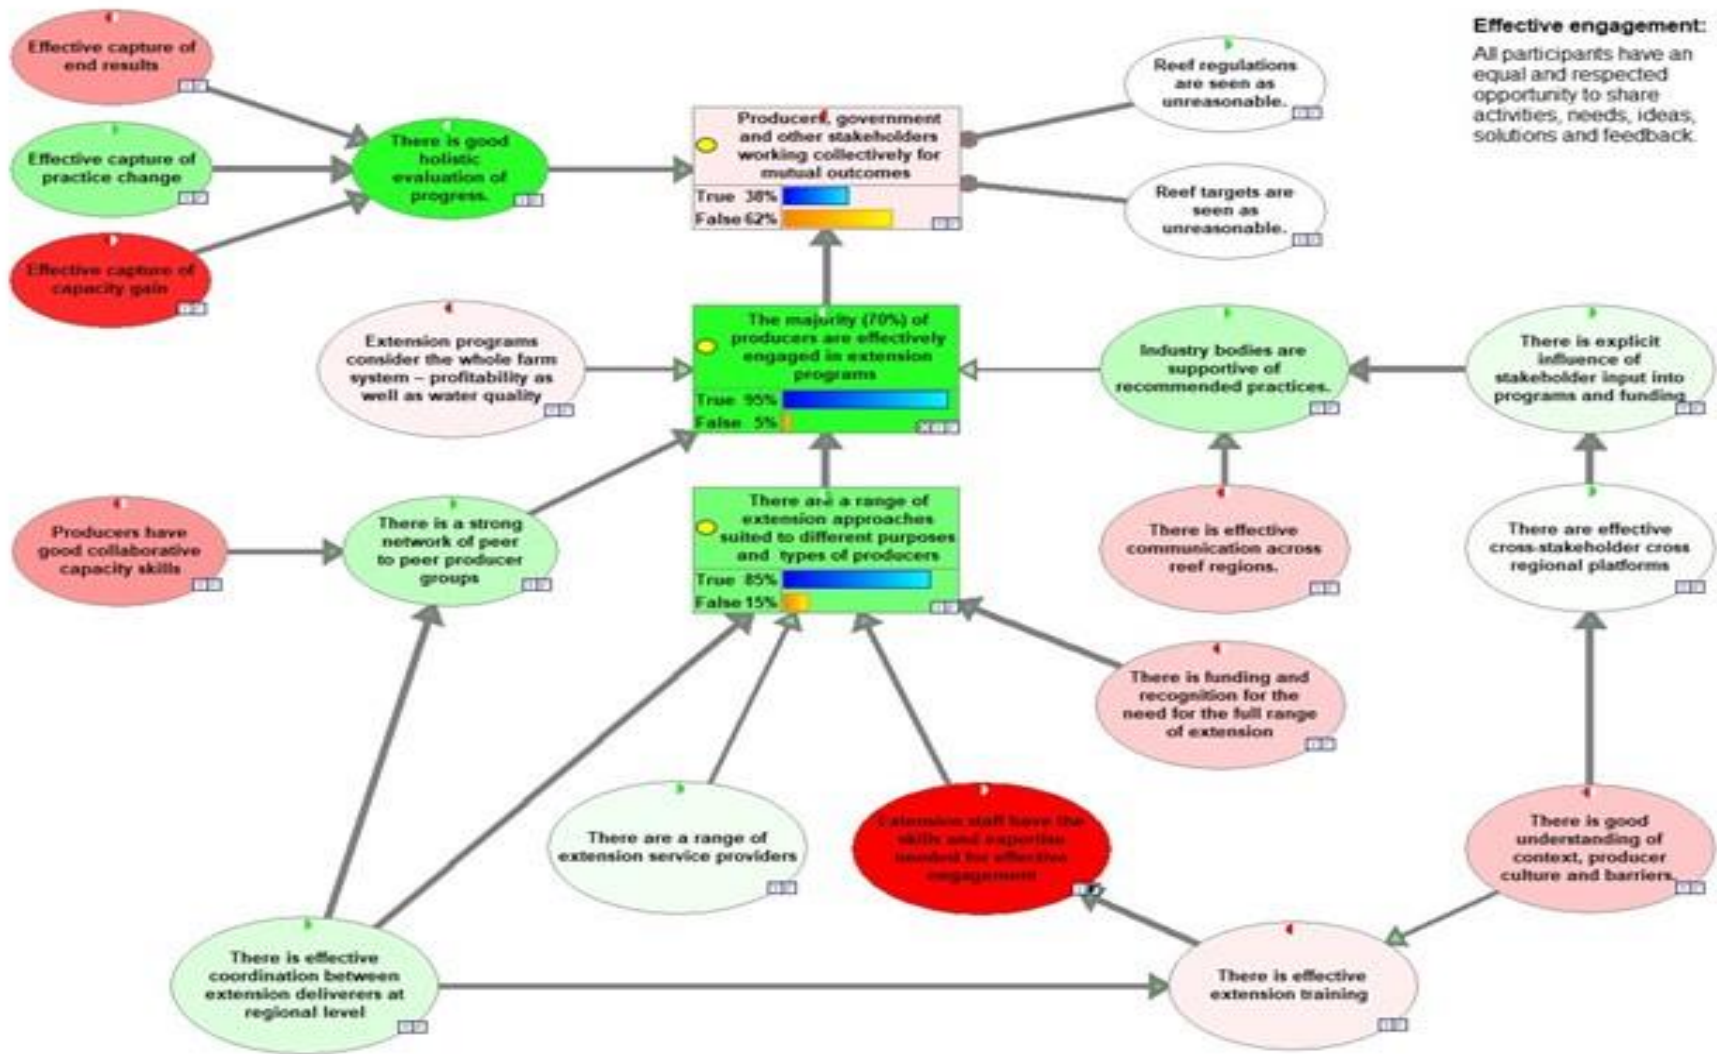 Effective capture of
end results
Effective capture of
practice change
Effective capture of
capacity gain
There is good
holistic
evaluation of
progress.
Producers, government
and other stakeholders
working collectively for
mutual outcomes
True 38%
False 62%
Reef regulations
are seen as
unreasonable.
Reef targets are
seen as
unreasonable.
Effective engagement:
All participants have an
equal and respected
opportunity to share
activities, needs, ideas,
solutions and feedback.
Extension programs
consider the whole farm
system – profitability as
well as water quality
The majority (70%) of
producers are effectively
engaged in extension
programs
True 95%
False 5%
Industry bodies are
supportive of
recommended practices.
There is explicit
influence of
stakeholder input into
programs and funding
Producers have
good collaborative
capacity skills
There is a strong
network of peer
to peer producer
groups
There are a range of
extension approaches
suited to different purposes
and types of producers
True 85%
False 15%
There is effective
communication across
reef regions.
There are effective
cross-stakeholder cross
regional platforms
There is funding and
recognition for the
need for the full range
of extension
There are a range of
extension service providers
Extension staff have the
skills and expertise
needed for effective
engagement
There is good
understanding of
context, producer
culture and barriers.
There is effective
coordination between
extension deliverers at
regional level
There is effective
extension training